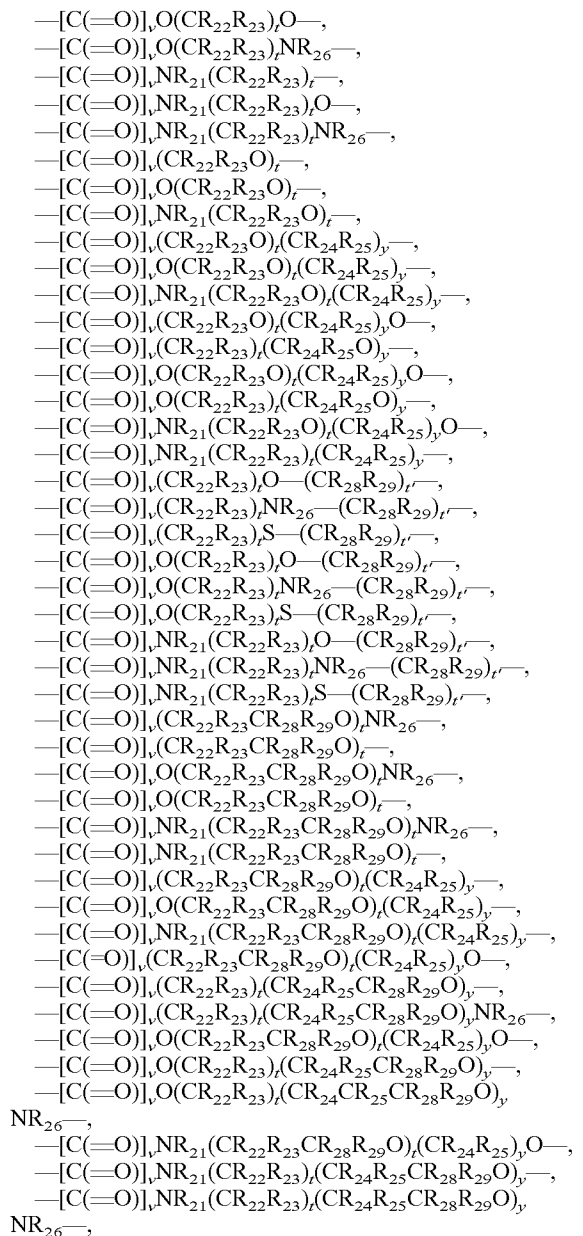 —[C(═O)]ᵥO(CR₂₂R₂₃)ₜO—,
—[C(═O)]ᵥO(CR₂₂R₂₃)ₜNR₂₆—,
—[C(═O)]ᵥNR₂₁(CR₂₂R₂₃)ₜ—,
—[C(═O)]ᵥNR₂₁(CR₂₂R₂₃)ₜO—,
—[C(═O)]ᵥNR₂₁(CR₂₂R₂₃)ₜNR₂₆—,
—[C(═O)]ᵥ(CR₂₂R₂₃O)ₜ—,
—[C(═O)]ᵥO(CR₂₂R₂₃O)ₜ—,
—[C(═O)]ᵥNR₂₁(CR₂₂R₂₃O)ₜ—,
—[C(═O)]ᵥ(CR₂₂R₂₃O)ₜ(CR₂₄R₂₅)y—,
—[C(═O)]ᵥO(CR₂₂R₂₃O)ₜ(CR₂₄R₂₅)y—,
—[C(═O)]ᵥNR₂₁(CR₂₂R₂₃O)ₜ(CR₂₄R₂₅)y—,
—[C(═O)]ᵥ(CR₂₂R₂₃O)ₜ(CR₂₄R₂₅)yO—,
—[C(═O)]ᵥ(CR₂₂R₂₃)ₜ(CR₂₄R₂₅O)y—,
—[C(═O)]ᵥO(CR₂₂R₂₃O)ₜ(CR₂₄R₂₅)yO—,
—[C(═O)]ᵥO(CR₂₂R₂₃)ₜ(CR₂₄R₂₅O)y—,
—[C(═O)]ᵥNR₂₁(CR₂₂R₂₃O)ₜ(CR₂₄R₂₅)yO—,
—[C(═O)]ᵥNR₂₁(CR₂₂R₂₃)ₜ(CR₂₄R₂₅)y—,
—[C(═O)]ᵥ(CR₂₂R₂₃)ₜO—(CR₂₈R₂₉)ₜ′—,
—[C(═O)]ᵥ(CR₂₂R₂₃)ₜNR₂₆—(CR₂₈R₂₉)ₜ′—,
—[C(═O)]ᵥ(CR₂₂R₂₃)ₜS—(CR₂₈R₂₉)ₜ′—,
—[C(═O)]ᵥO(CR₂₂R₂₃)ₜO—(CR₂₈R₂₉)ₜ′—,
—[C(═O)]ᵥO(CR₂₂R₂₃)ₜNR₂₆—(CR₂₈R₂₉)ₜ′—,
—[C(═O)]ᵥO(CR₂₂R₂₃)ₜS—(CR₂₈R₂₉)ₜ′—,
—[C(═O)]ᵥNR₂₁(CR₂₂R₂₃)ₜO—(CR₂₈R₂₉)ₜ′—,
—[C(═O)]ᵥNR₂₁(CR₂₂R₂₃)ₜNR₂₆—(CR₂₈R₂₉)ₜ′—,
—[C(═O)]ᵥNR₂₁(CR₂₂R₂₃)ₜS—(CR₂₈R₂₉)ₜ′—,
—[C(═O)]ᵥ(CR₂₂R₂₃CR₂₈R₂₉O)ₜNR₂₆—,
—[C(═O)]ᵥ(CR₂₂R₂₃CR₂₈R₂₉O)ₜ—,
—[C(═O)]ᵥO(CR₂₂R₂₃CR₂₈R₂₉O)ₜNR₂₆—,
—[C(═O)]ᵥO(CR₂₂R₂₃CR₂₈R₂₉O)ₜ—,
—[C(═O)]ᵥNR₂₁(CR₂₂R₂₃CR₂₈R₂₉O)ₜNR₂₆—,
—[C(═O)]ᵥNR₂₁(CR₂₂R₂₃CR₂₈R₂₉O)ₜ—,
—[C(═O)]ᵥ(CR₂₂R₂₃CR₂₈R₂₉O)ₜ(CR₂₄R₂₅)y—,
—[C(═O)]ᵥO(CR₂₂R₂₃CR₂₈R₂₉O)ₜ(CR₂₄R₂₅)y—,
—[C(═O)]ᵥNR₂₁(CR₂₂R₂₃CR₂₈R₂₉O)ₜ(CR₂₄R₂₅)y—,
—[C(=O)]ᵥ(CR₂₂R₂₃CR₂₈R₂₉O)ₜ(CR₂₄R₂₅)yO—,
—[C(═O)]ᵥ(CR₂₂R₂₃)ₜ(CR₂₄R₂₅CR₂₈R₂₉O)y—,
—[C(═O)]ᵥ(CR₂₂R₂₃)ₜ(CR₂₄R₂₅CR₂₈R₂₉O)yNR₂₆—,
—[C(═O)]ᵥO(CR₂₂R₂₃CR₂₈R₂₉O)ₜ(CR₂₄R₂₅)yO—,
—[C(═O)]ᵥO(CR₂₂R₂₃)ₜ(CR₂₄R₂₅CR₂₈R₂₉O)y—,
—[C(═O)]ᵥO(CR₂₂R₂₃)ₜ(CR₂₄CR₂₅CR₂₈R₂₉O)y
NR₂₆—,
—[C(═O)]ᵥNR₂₁(CR₂₂R₂₃CR₂₈R₂₉O)ₜ(CR₂₄R₂₅)yO—,
—[C(═O)]ᵥNR₂₁(CR₂₂R₂₃)ₜ(CR₂₄R₂₅CR₂₈R₂₉O)y—,
—[C(═O)]ᵥNR₂₁(CR₂₂R₂₃)ₜ(CR₂₄R₂₅CR₂₈R₂₉O)y
NR₂₆—,